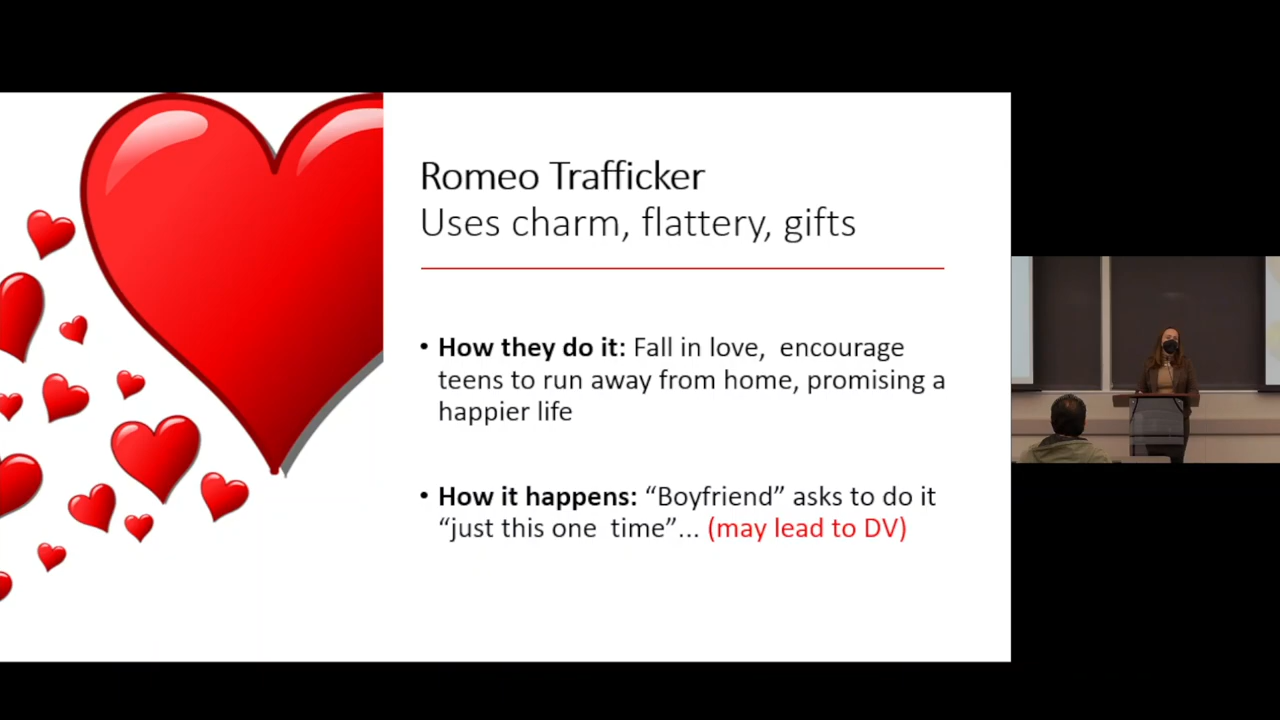 Romeo Trafficker
Uses charm, flattery, gifts
• How they do it: Fall in love,  encourage
teens to run away from home, promising a
happier life
• How it happens: “Boyfriend” asks to do it
“just this one  time”... (may lead to DV)